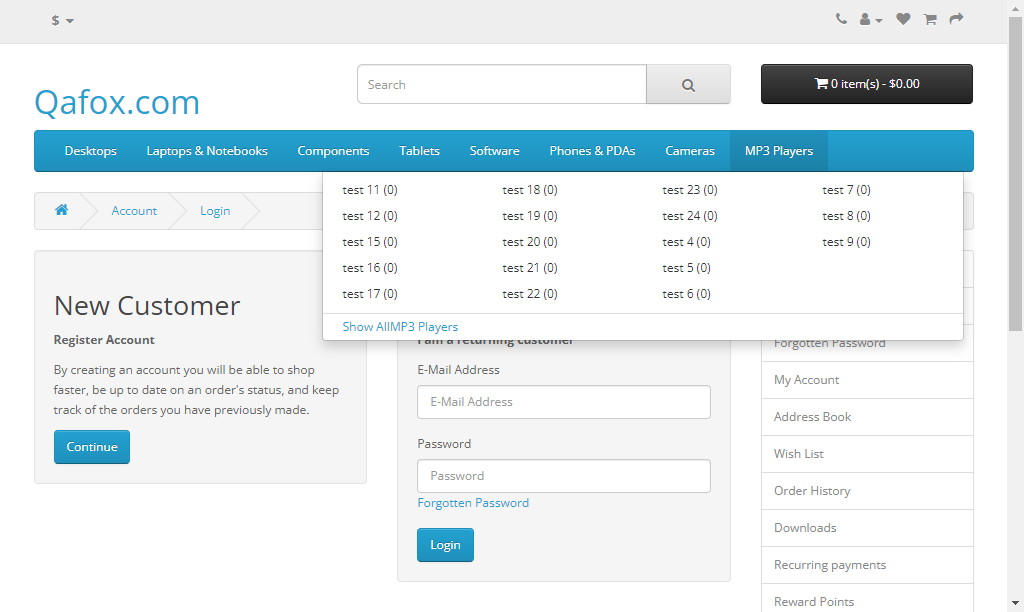 $
Qafox.com
Search
0 item(s) - $0.00
Desktops Laptops & Notebooks Components Tablets Software Phones & PDAs Cameras MP3 Players
test 11 (0) test 18 (0) test 23 (0) test 7 (0)
test 12 (0) test 19 (0) test 24 (0) test 8 (0)
test 15 (0) test 20 (0) test 4 (0) test 9 (0)
test 16 (0) test 21 (0) test 5 (0)
test 17 (0) test 22 (0) test 6 (0)
Show AllMP3 Players
Account Login
New Customer
Register Account
By creating an account you will be able to shop
faster, be up to date on an order's status, and keep
track of the orders you have previously made.
Continue
I am a returning customer
E-Mail Address
E-Mail Address
Password
Password
Forgotten Password
Login
Forgotten Password
My Account
Address Book
Wish List
Order History
Downloads
Recurring payments
Reward Points